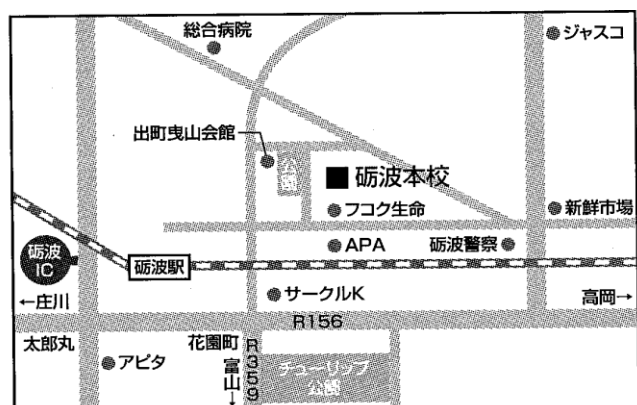 総合病院
ジャスコ
出町曳山会館
公園
砺波本校
フコク生命
新鮮市場
APA
砺波警察
砺波
IC
砺波駅
←庄川
サークルK
高岡→
R156
太郎丸
アピタ
花園町
富山→
R359
チューリップ
公園